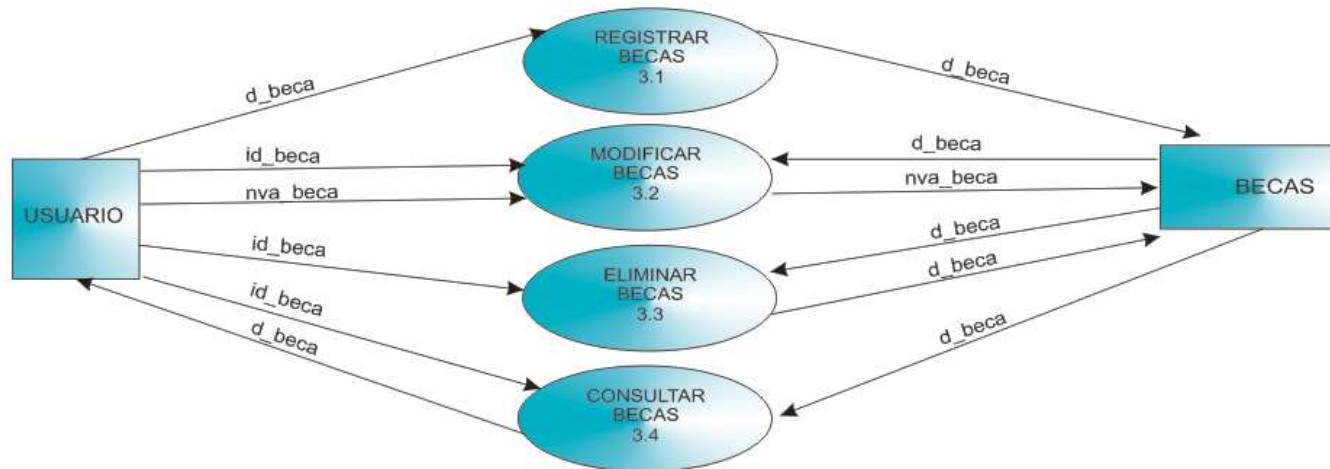 REGISTRAR
BECAS
3.1
d_beca
d_beca
MODIFICAR
BECAS
3.2
id_beca
nva_beca
d_beca
nva_beca
USUARIO
BECAS
id_beca
ELIMINAR
BECAS
3.3
d_beca
d_beca
id_beca
d_beca
CONSULTAR
BECAS
3.4
d_beca